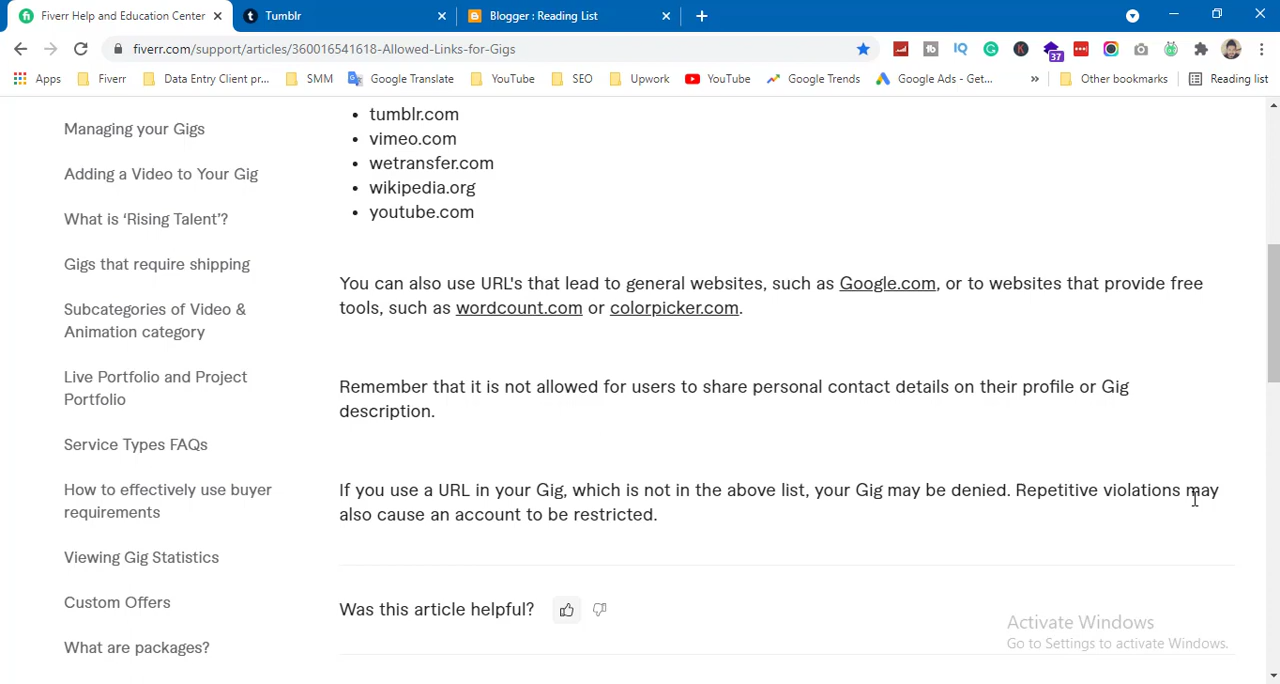 Fiverr Help and Education Center
Tumblr
Blogger : Reading List
fiverr.com/support/articles/360016541618-Allowed-Links-for-Gigs
IQ
K
37
Apps
Fiverr
Data Entry Client pr...
SMM
Google Translate
YouTube
SEO
Upwork
YouTube
Google Trends
Google Ads - Get...
»
Other bookmarks
Reading list
Managing your Gigs
Adding a Video to Your Gig
What is ‘Rising Talent’?
Gigs that require shipping
Subcategories of Video &
Animation category
Live Portfolio and Project
Portfolio
Service Types FAQs
How to effectively use buyer
requirements
Viewing Gig Statistics
Custom Offers
What are packages?
• tumblr.com
• vimeo.com
• wetransfer.com
• wikipedia.org
• youtube.com
You can also use URL's that lead to general websites, such as Google.com, or to websites that provide free
tools, such as wordcount.com or colorpicker.com.
Remember that it is not allowed for users to share personal contact details on their profile or Gig
description.
If you use a URL in your Gig, which is not in the above list, your Gig may be denied. Repetitive violations may
also cause an account to be restricted.
Was this article helpful?
Activate Windows
Go to Settings to activate Windows.